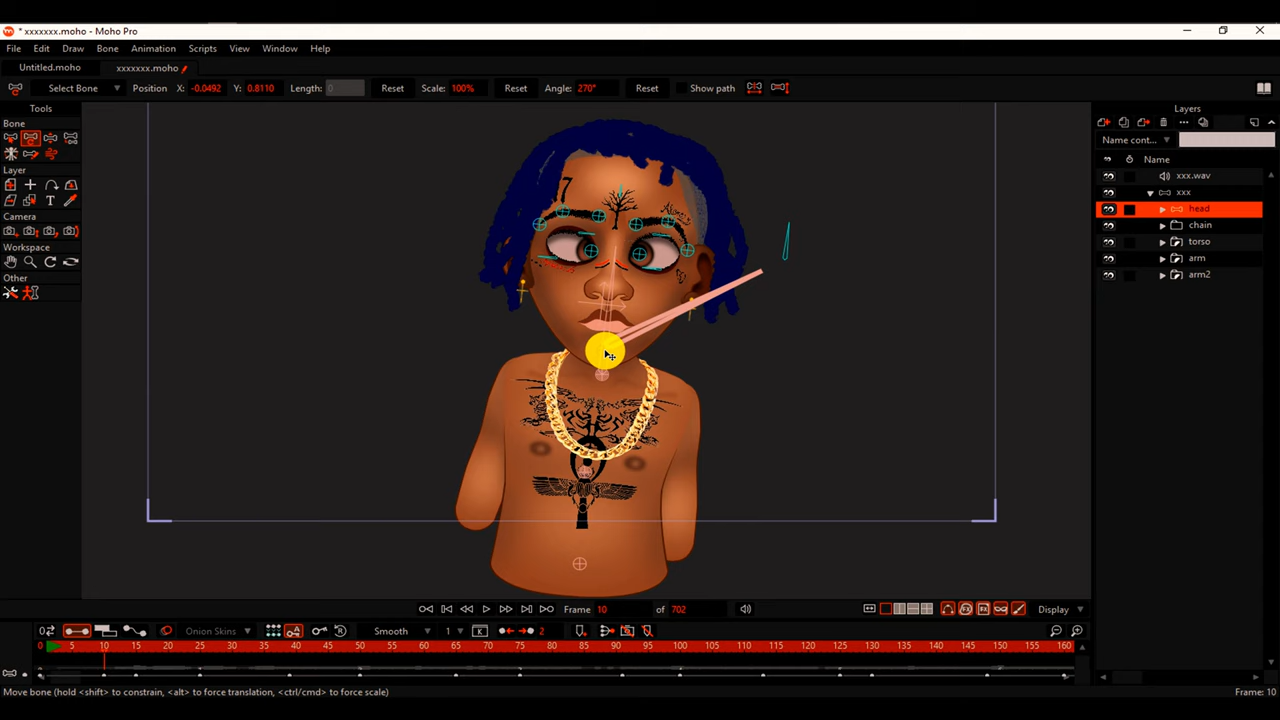 * xxxxxxx.moho - Moho Pro
File Edit Draw Bone Animation Scripts View Window Help
Untitled.moho xxxxxxx.moho
Select Bone Position X: -0.0492 Y: 0.8110 Length: 0 Reset Scale: 100% Reset Angle: 270° Reset Show path
Tools
Bone
Layer
Camera
Workspace
Other
Layers
Name cont...
Name
xxx.wav
xxx
head
chain
torso
arm
arm2
7
Frame 10 of 702 Display
Onion Skins Smooth 1 2
0 5 10 15 20 25 30 35 40 45 50 55 60 65 70 75 80 85 90 95 100 105 110 115 120 125 130 135 140 145 150 155 160
Move bone (hold <shift> to constrain, <alt> to force translation, <ctrl/cmd> to force scale)
Frame: 10